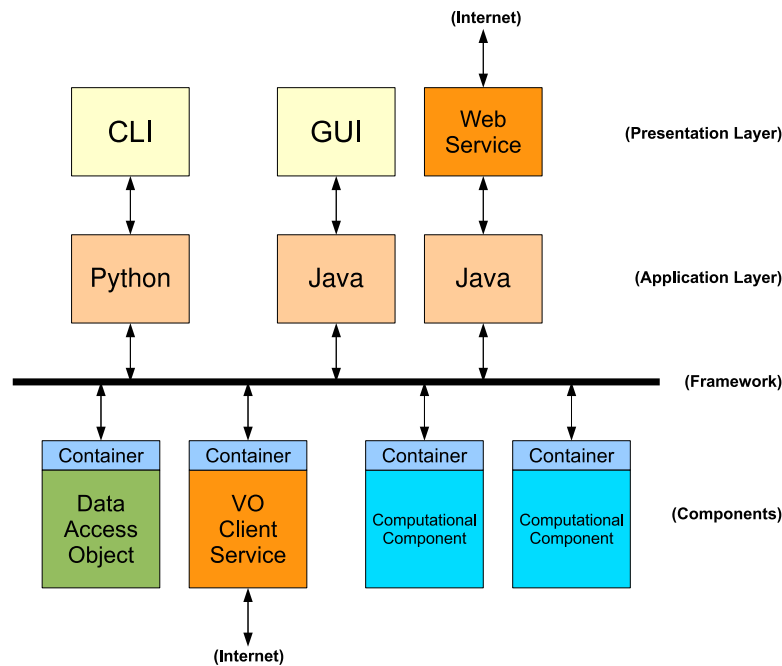 (Internet)
CLI
GUI
Web
Service
(Presentation Layer)
Python
Java
Java
(Application Layer)
(Framework)
Container
Container
Container
Container
Data
Access
Object
VO
Client
Service
Computational
Component
Computational
Component
(Components)
(Internet)